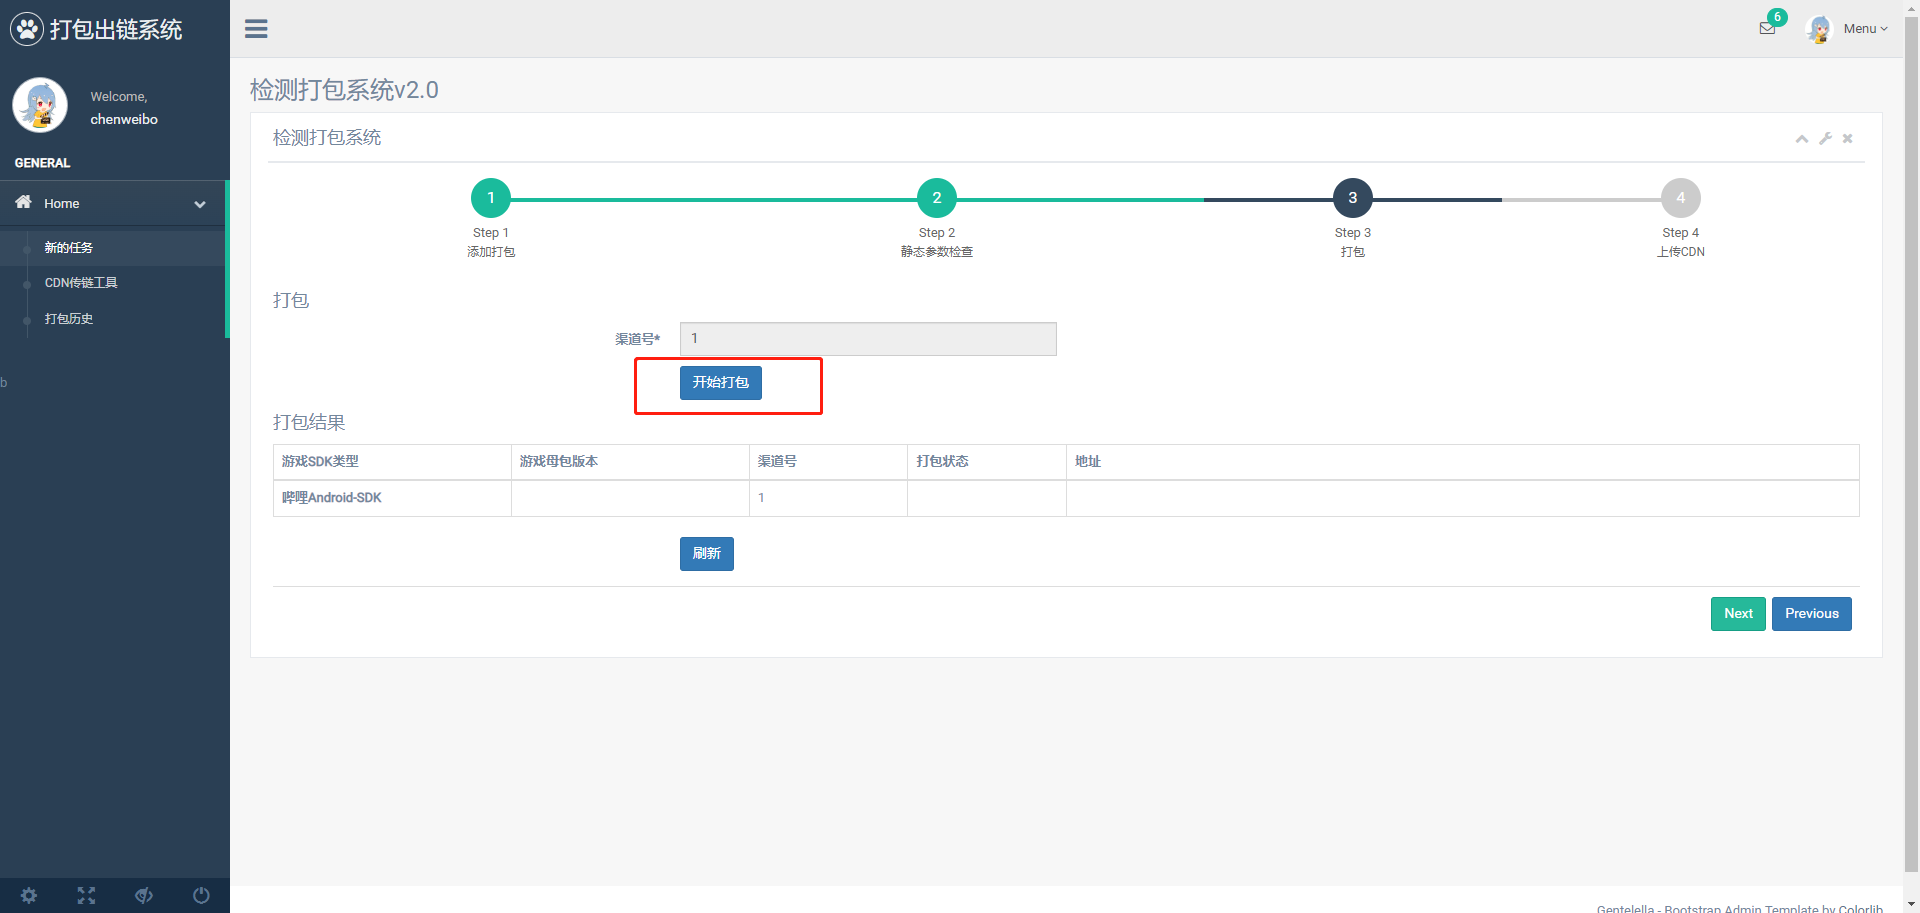 打包出链系统
6
Menu
Welcome,
chenweibo
GENERAL
Home
新的任务
CDN传链工具
打包历史
b
检测打包系统v2.0
检测打包系统
1
2
3
4
Step 1
Step 2
Step 3
Step 4
添加打包
静态参数检查
打包
上传CDN
打包
渠道号*
1
开始打包
打包结果
游戏SDK类型
游戏母包版本
渠道号
打包状态
地址
哔哩Android-SDK
1
刷新
Next
Previous
Gentelella - Bootstrap Admin Template by Colorlib